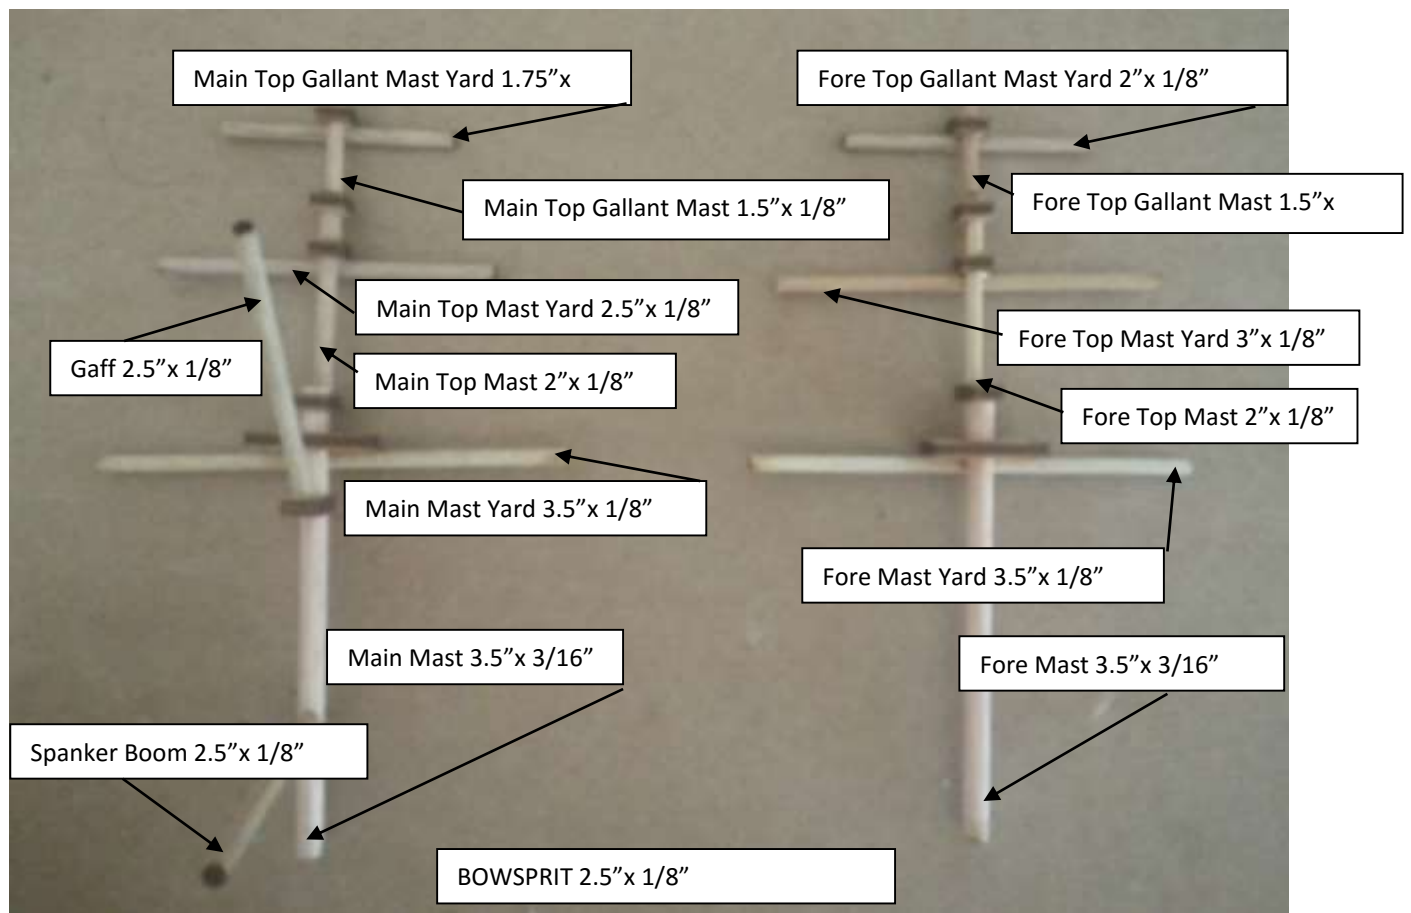 Main Top Gallant Mast Yard 1.75”x
Fore Top Gallant Mast Yard 2”x 1/8”
Main Top Gallant Mast 1.5”x 1/8”
Fore Top Gallant Mast 1.5”x
Main Top Mast Yard 2.5”x 1/8”
Fore Top Mast Yard 3”x 1/8”
Gaff 2.5”x 1/8”
Main Top Mast 2”x 1/8”
Fore Top Mast 2”x 1/8”
Main Mast Yard 3.5”x 1/8”
Fore Mast Yard 3.5”x 1/8”
Main Mast 3.5”x 3/16”
Fore Mast 3.5”x 3/16”
Spanker Boom 2.5”x 1/8”
BOWSPRIT 2.5”x 1/8”